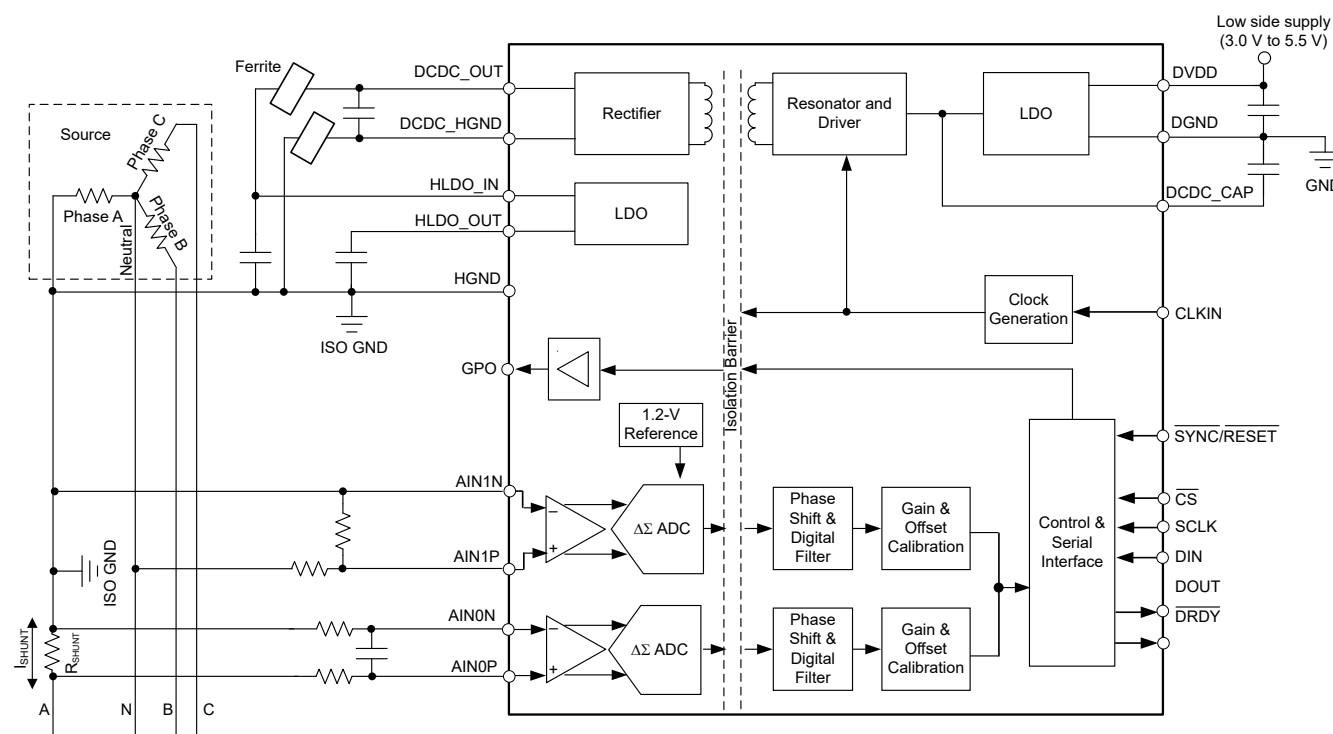 Low side supply
(3.0 V to 5.5 V)
Ferrite
DCDC_OUT
DVDD
Rectifier
Resonator and
Driver
LDO
Source
Phase C
DCDC_HGND
DGND
GND
HLDO_IN
DCDC_CAP
Phase A
Phase B
Neutral
HLDO_OUT
LDO
HGND
ISO GND
Clock
Generation
CLKIN
Isolation Barrier
GPO
1.2-V
Reference
SYNC/RESET
AIN1N
ΔΣ ADC
Phase
Shift &
Digital
Filter
Gain &
Offset
Calibration
Control &
Serial
Interface
CS
SCLK
DIN
DOUT
DRDY
AIN1P
ISO GND
AIN0N
ΔΣ ADC
Phase
Shift &
Digital
Filter
Gain &
Offset
Calibration
ISHUNT
RSHUNT
AIN0P
− + − +
A N B C